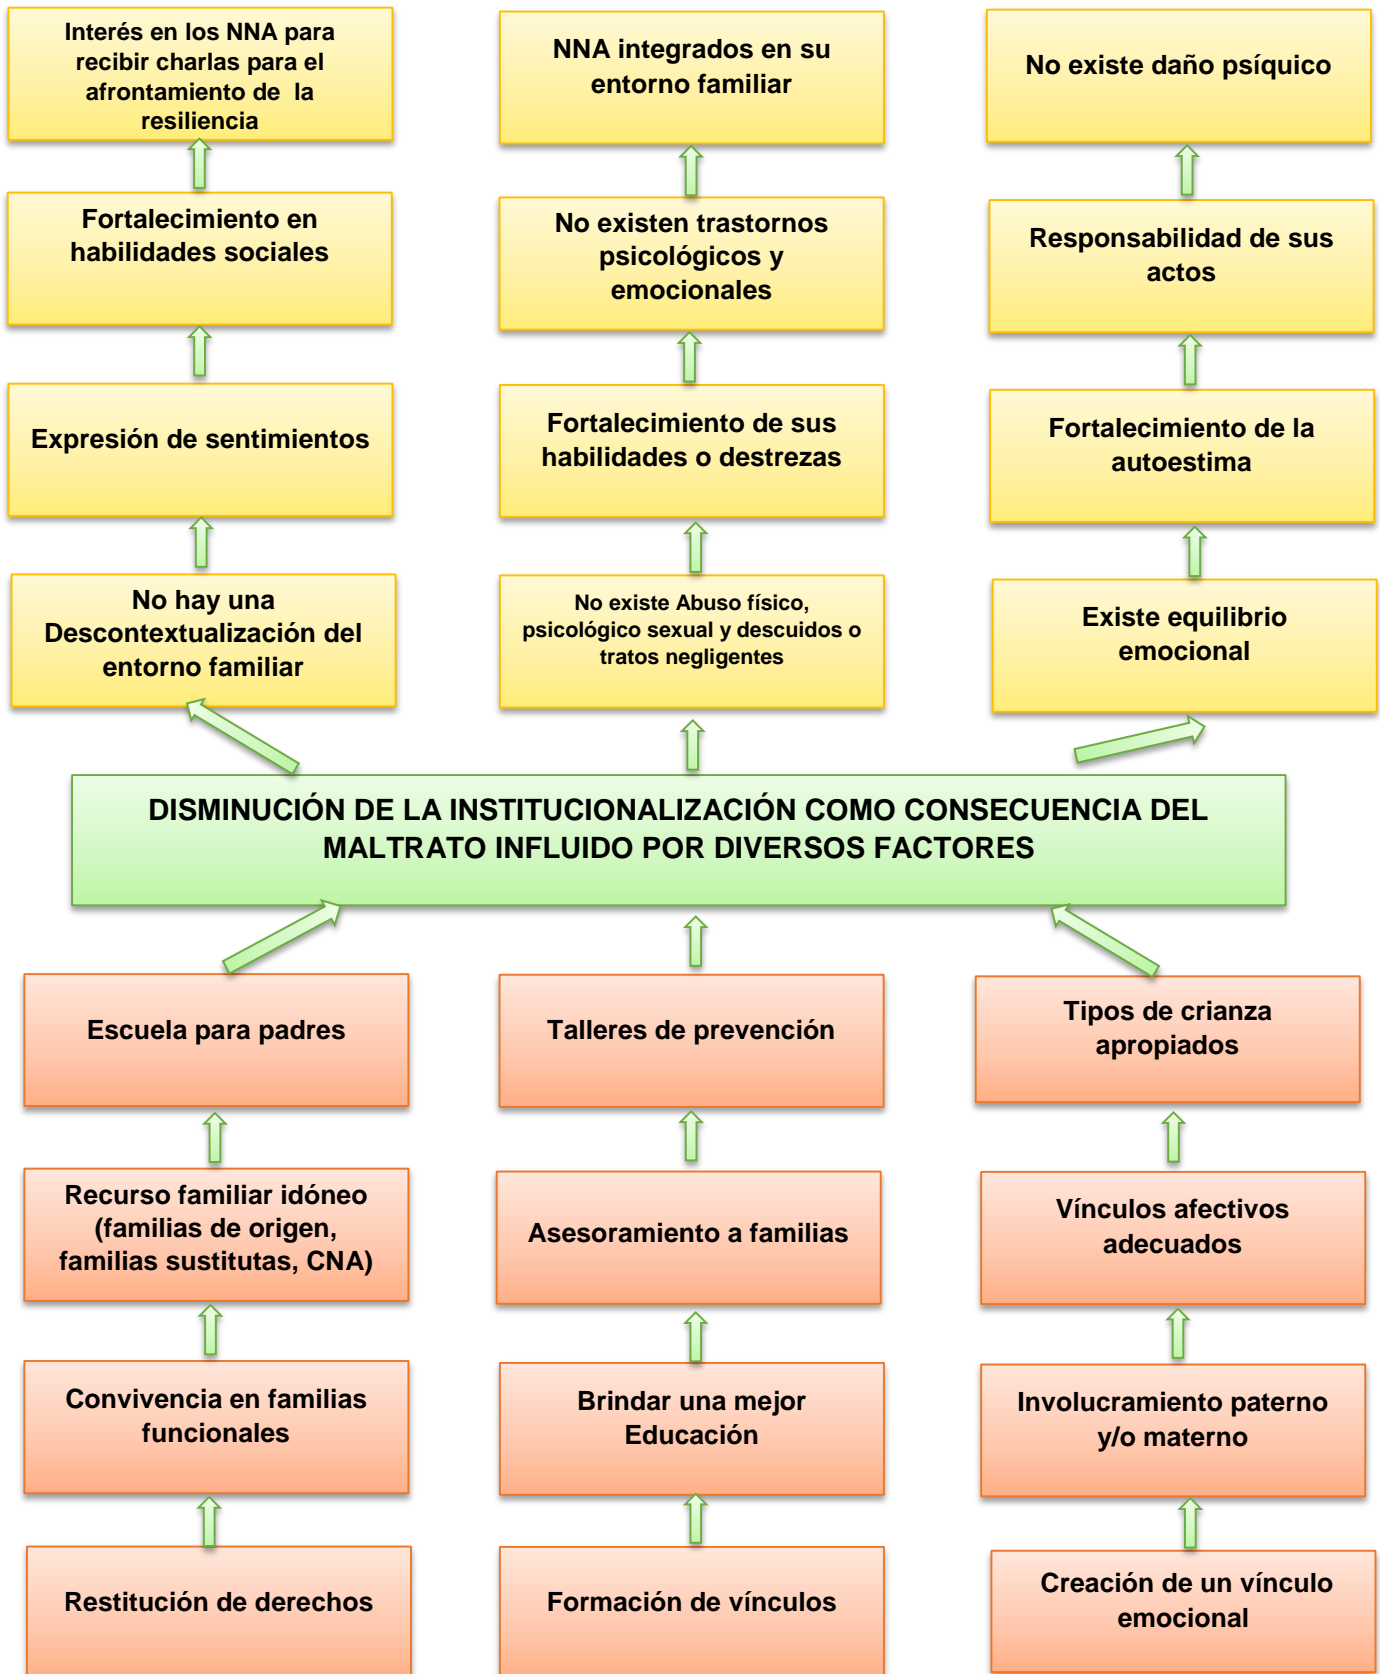 Interés en los NNA para
recibir charlas para el
afrontamiento de la
resiliencia
NNA integrados en su
entorno familiar
No existe daño psíquico
Fortalecimiento en
habilidades sociales
No existen trastornos
psicológicos y
emocionales
Responsabilidad de sus
actos
Expresión de sentimientos
Fortalecimiento de sus
habilidades o destrezas
Fortalecimiento de la
autoestima
No hay una
Descontextualización del
entorno familiar
No existe Abuso físico,
psicológico sexual y descuidos o
tratos negligentes
Existe equilibrio
emocional
DISMINUCIÓN DE LA INSTITUCIONALIZACIÓN COMO CONSECUENCIA DEL
MALTRATO INFLUIDO POR DIVERSOS FACTORES
Escuela para padres
Talleres de prevención
Tipos de crianza
apropiados
Recurso familiar idóneo
(familias de origen,
familias sustitutas, CNA)
Asesoramiento a familias
Vínculos afectivos
adecuados
Convivencia en familias
funcionales
Brindar una mejor
Educación
Involucramiento paterno
y/o materno
Restitución de derechos
Formación de vínculos
Creación de un vínculo
emocional